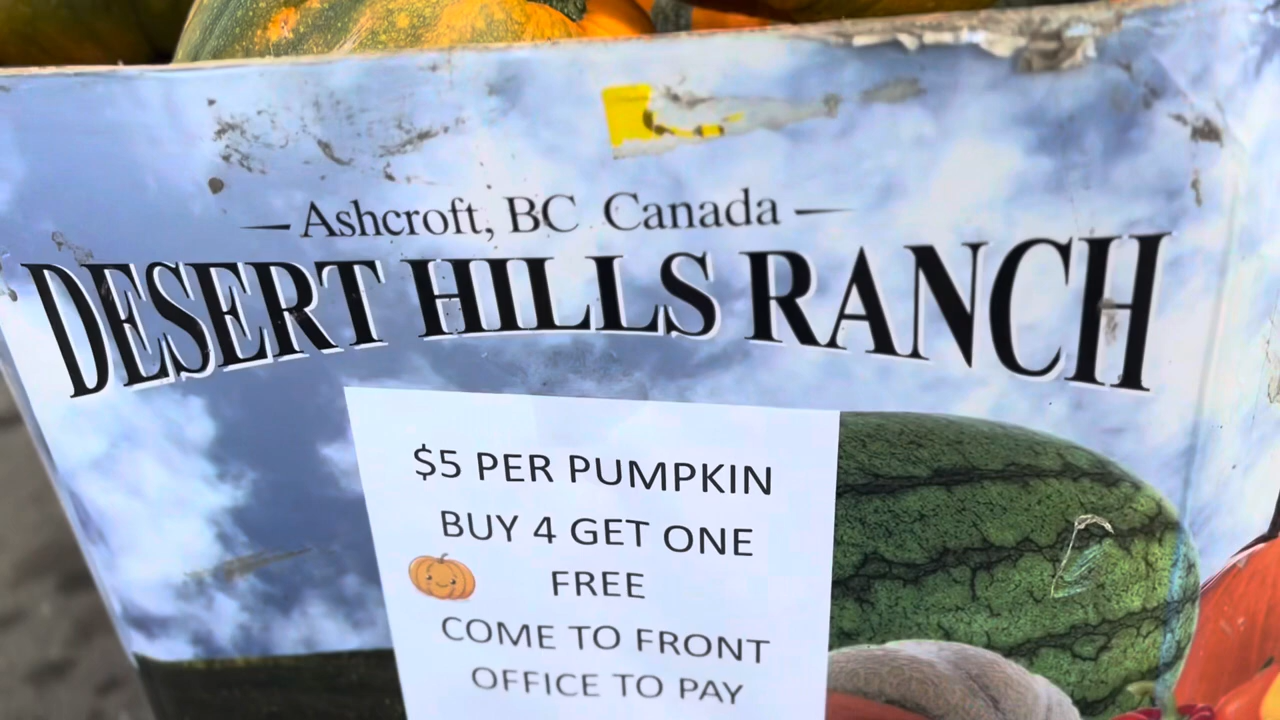 Ashcroft, BC Canada
DESERT HILLS RANCH
$5 PER PUMPKIN
BUY 4 GET ONE
FREE
COME TO FRONT
OFFICE TO PAY